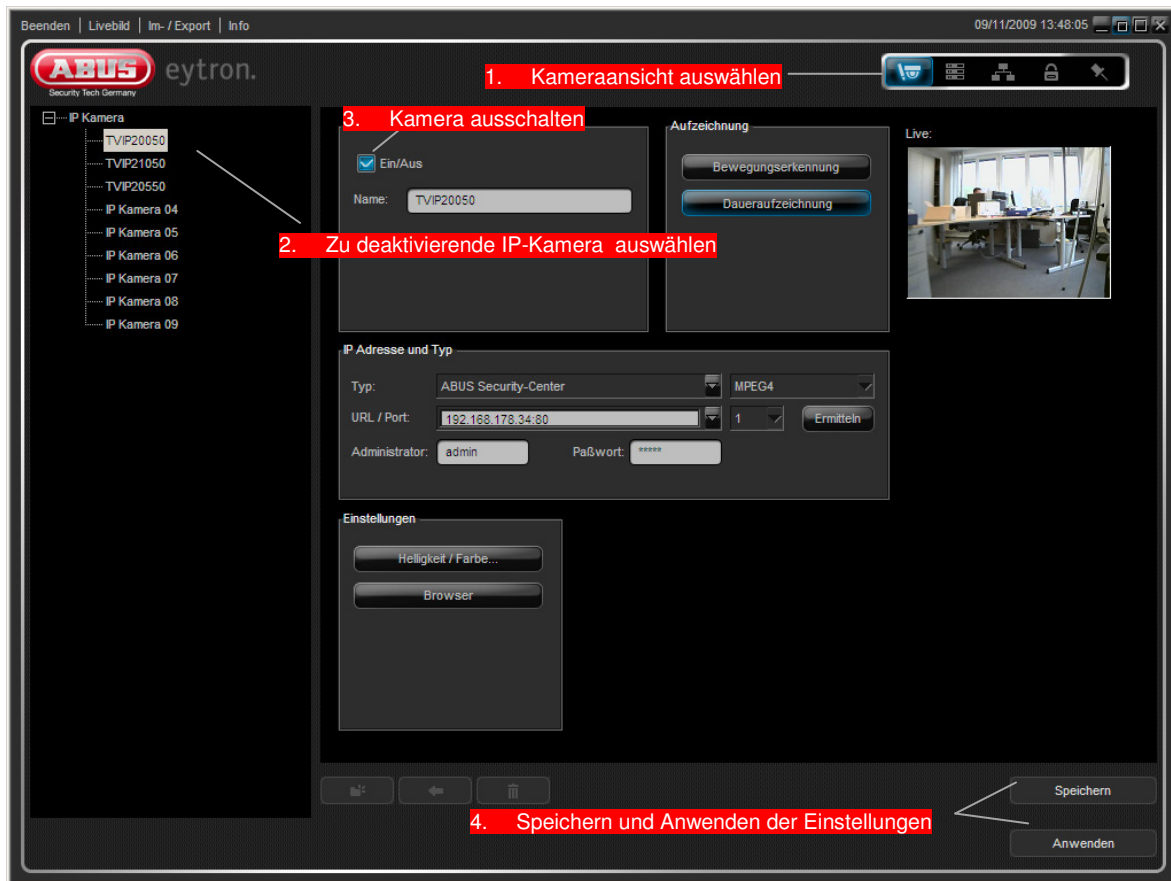 Beenden | Livebild | Im- / Export | Info
09/11/2009 13:48:05
ABUS eytron.
Security Tech Germany
1. Kameraansicht auswählen
IP Kamera
TVIP20050
TVIP21050
TVIP20550
IP Kamera 04
IP Kamera 05
IP Kamera 06
IP Kamera 07
IP Kamera 08
IP Kamera 09
3. Kamera ausschalten
Ein/Aus
Name: TVIP20050
2. Zu deaktivierende IP-Kamera auswählen
Aufzeichnung
Bewegungserkennung
Daueraufzeichnung
Live:
IP Adresse und Typ
Typ: ABUS Security-Center MPEG4
URL / Port: 192.168.178.34:80 1 Ermitteln
Administrator: admin Paßwort: *****
Einstellungen
Helligkeit / Farbe...
Browser
Speichern
4. Speichern und Anwenden der Einstellungen
Anwenden